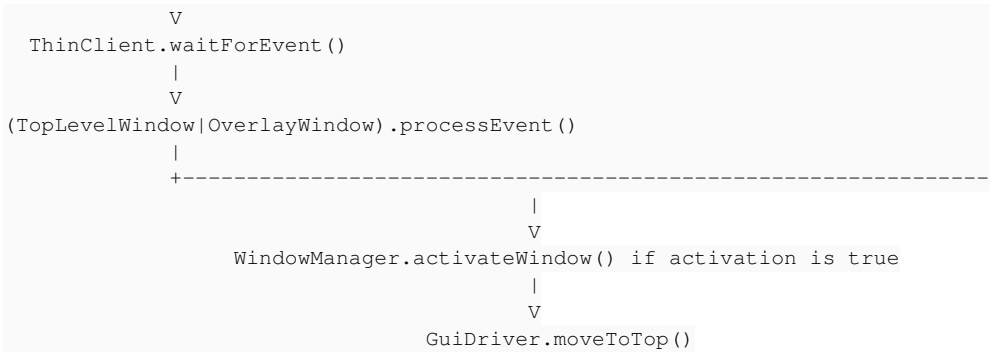 V
ThinClient.waitForEvent()
|
V
(TopLevelWindow|OverlayWindow).processEvent()
|
+---------------------------------------------------------------
|
V
WindowManager.activateWindow() if activation is true
|
V
GuiDriver.moveToTop()